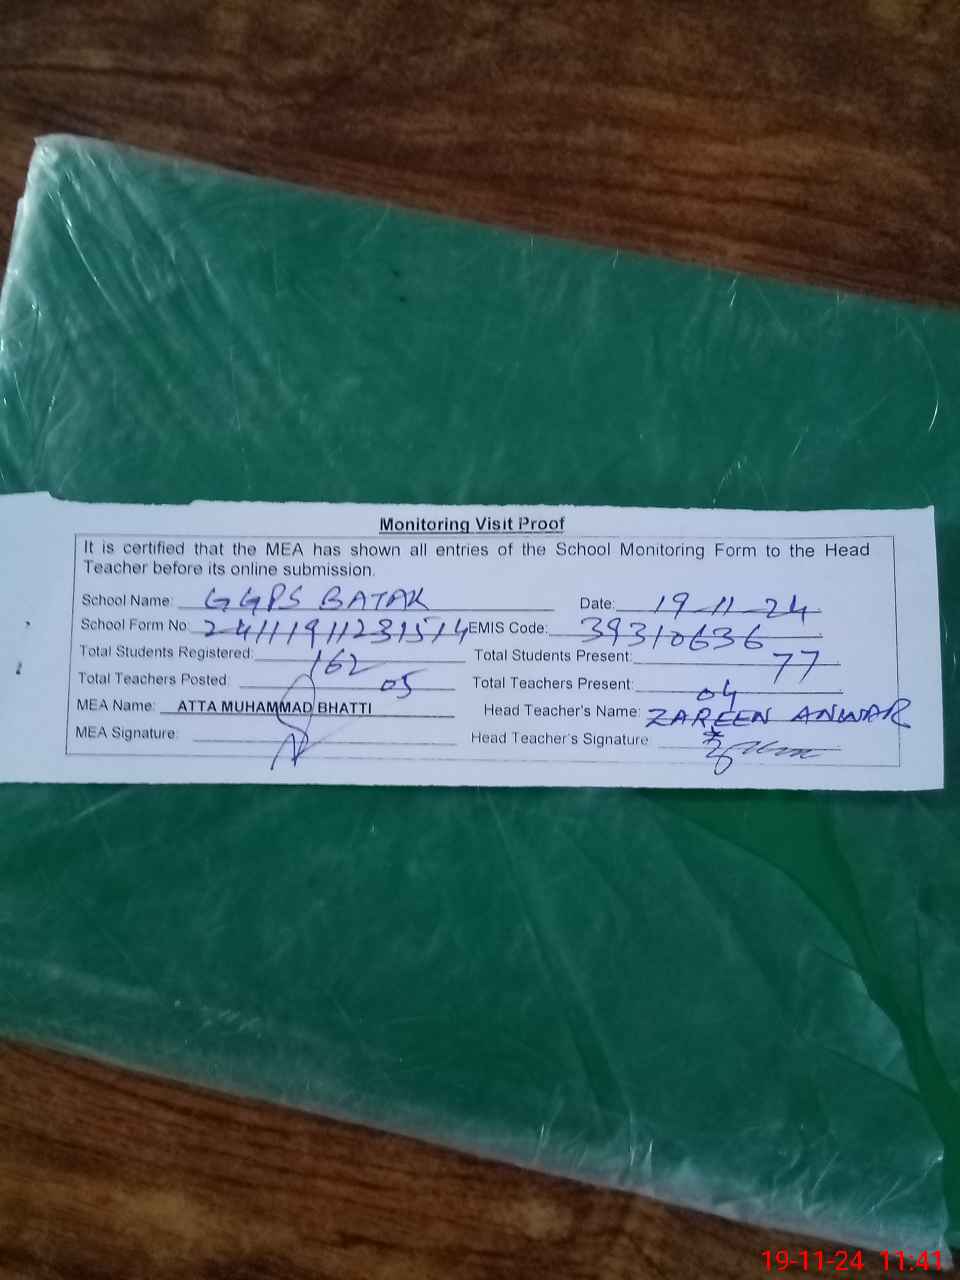 Monitoring Visit Proof
It is certified that the MEA has shown all entries of the School Monitoring Form to the Head
Teacher before its online submission.
School Name: GGPS BATAK Date: 19-11-24
School Form No: 24111911231514 EMIS Code: 39310636
Total Students Registered: 162 Total Students Present: 77
Total Teachers Posted: 05 Total Teachers Present: 04
MEA Name: ATTA MUHAMMAD BHATTI Head Teacher's Name: ZAREEN ANWAR
MEA Signature: Head Teacher's Signature
19-11-24 11:41